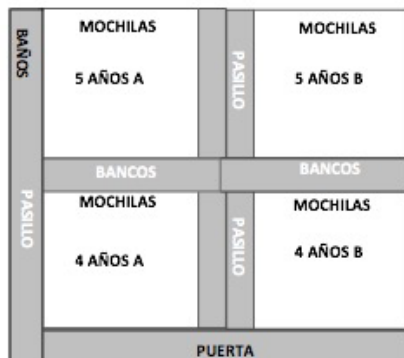 BAÑOS
MOCHILAS
5 AÑOS A
PASILLO
MOCHILAS
5 AÑOS B
BANCOS
BANCOS
PASILLO
MOCHILAS
4 AÑOS A
PASILLO
MOCHILAS
4 AÑOS B
PUERTA